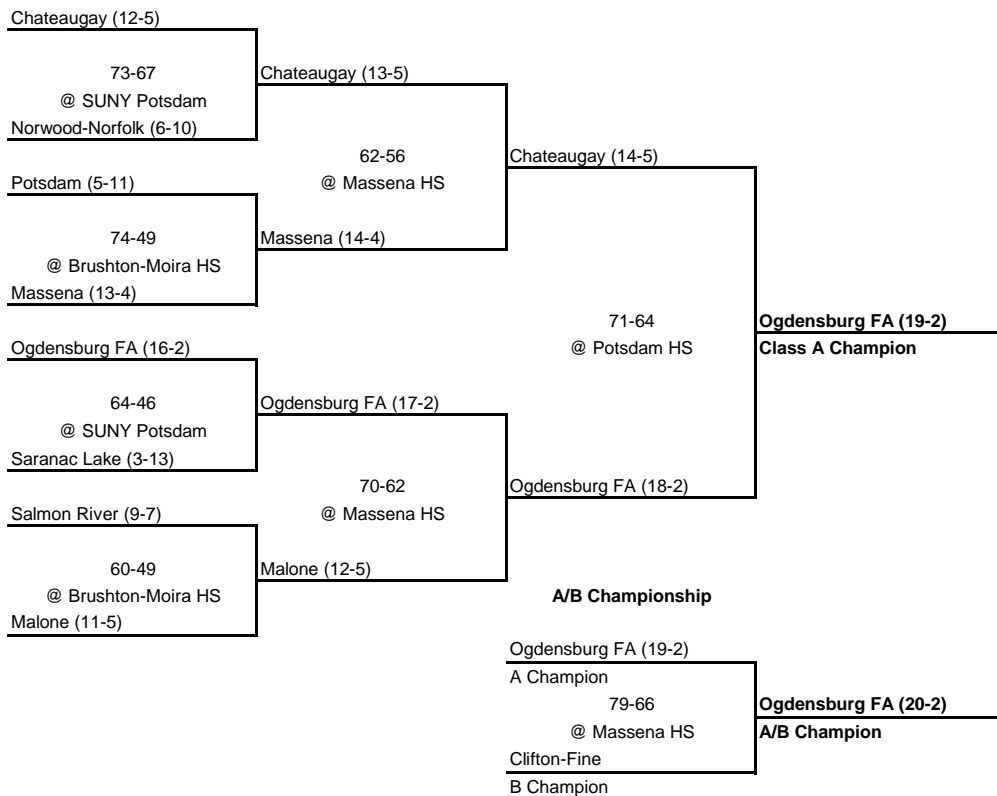 Chateaugay (12-5)
73-67
@ SUNY Potsdam
Norwood-Norfolk (6-10)
Chateaugay (13-5)
Potsdam (5-11)
74-49
@ Brushton-Moira HS
Massena (13-4)
Massena (14-4)
62-56
@ Massena HS
Chateaugay (14-5)
Ogdensburg FA (16-2)
64-46
@ SUNY Potsdam
Saranac Lake (3-13)
Ogdensburg FA (17-2)
Salmon River (9-7)
60-49
@ Brushton-Moira HS
Malone (11-5)
Malone (12-5)
70-62
@ Massena HS
Ogdensburg FA (18-2)
71-64
@ Potsdam HS
Ogdensburg FA (19-2)
Class A Champion
A/B Championship
Ogdensburg FA (19-2)
A Champion
79-66
@ Massena HS
Clifton-Fine
B Champion
Ogdensburg FA (20-2)
A/B Champion